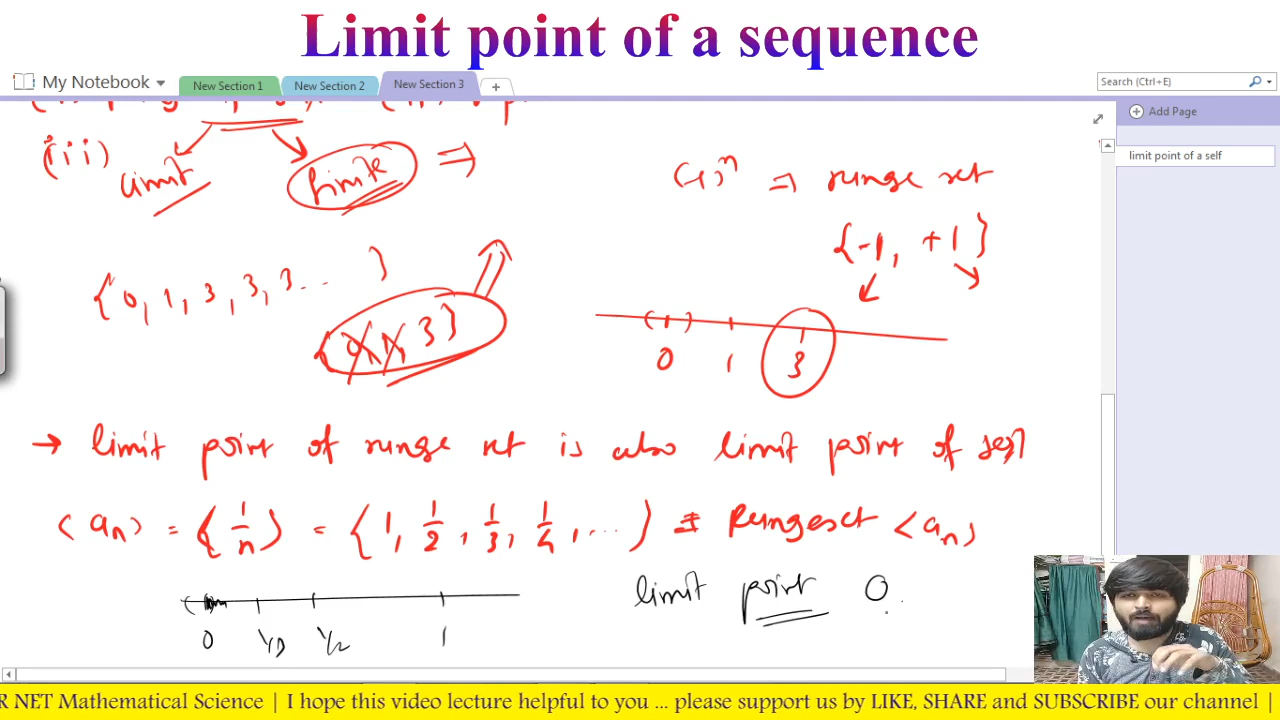 Limit point of a sequence
My Notebook
New Section 1
New Section 2
New Section 3
+
Search (Ctrl+E)
Add Page
limit point of a self
(iii) limit finite ⇒
(-1)ⁿ ⇒ range set
{-1, +1}
{0, 1, 3, 3, 3 ... }
{0, 1, 3}
0 1 3
→ limit point of range set is also limit point of seqn
⟨aₙ⟩ = {1/n} = {1, 1/2, 1/3, 1/4, ...} = Rangeset ⟨aₙ⟩
limit point 0
0 1/3 1/2 1
R NET Mathematical Science | I hope this video lecture helpful to you ... please support us by LIKE, SHARE and SUBSCRIBE our channel |